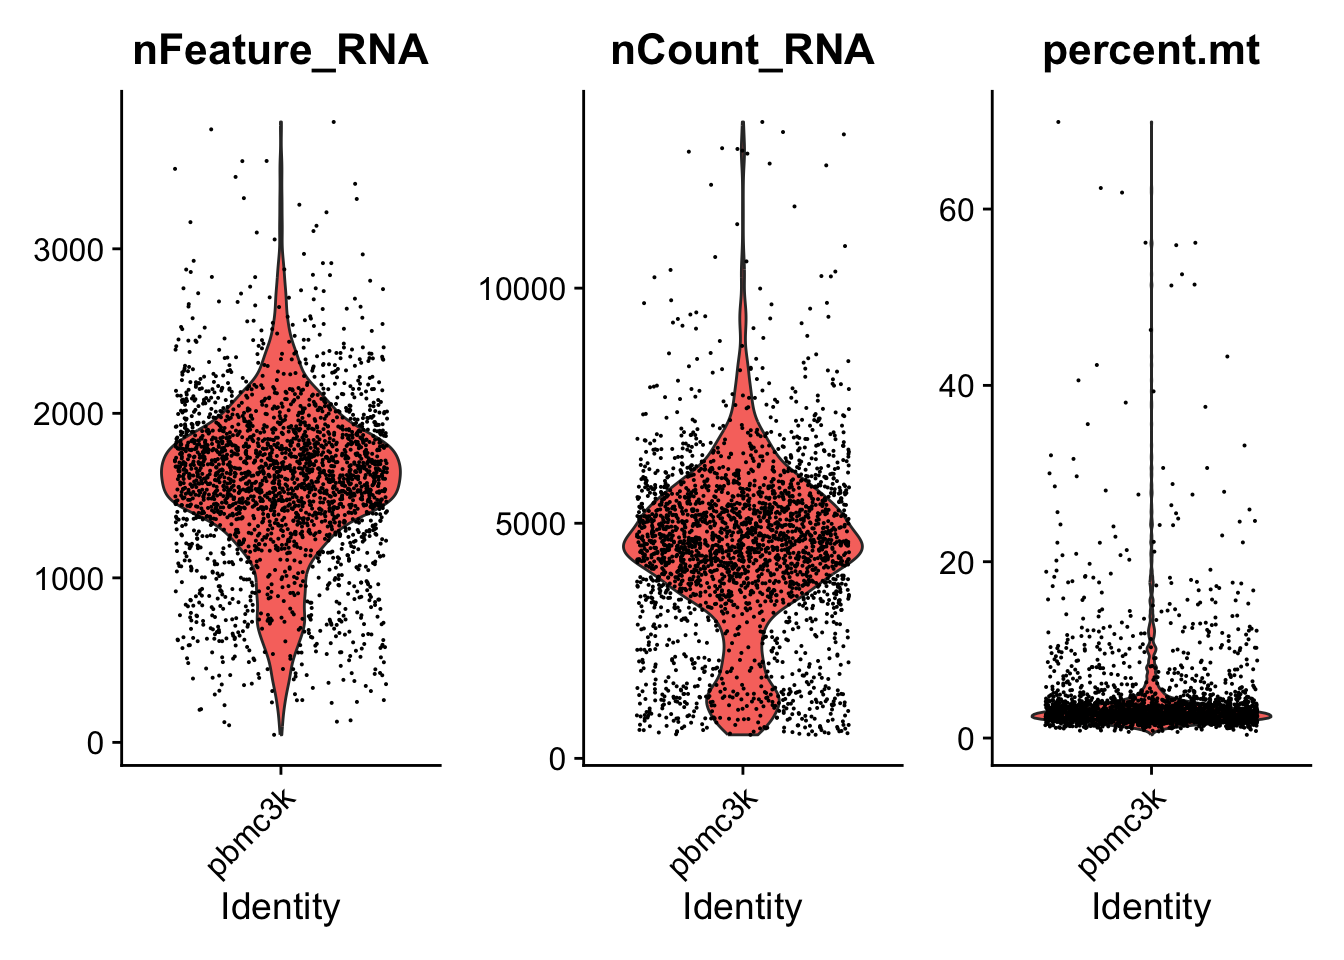 nFeature_RNA
3000
2000
1000
0
pbmc3k
Identity
nCount_RNA
10000
5000
0
pbmc3k
Identity
percent.mt
60
40
20
0
pbmc3k
Identity